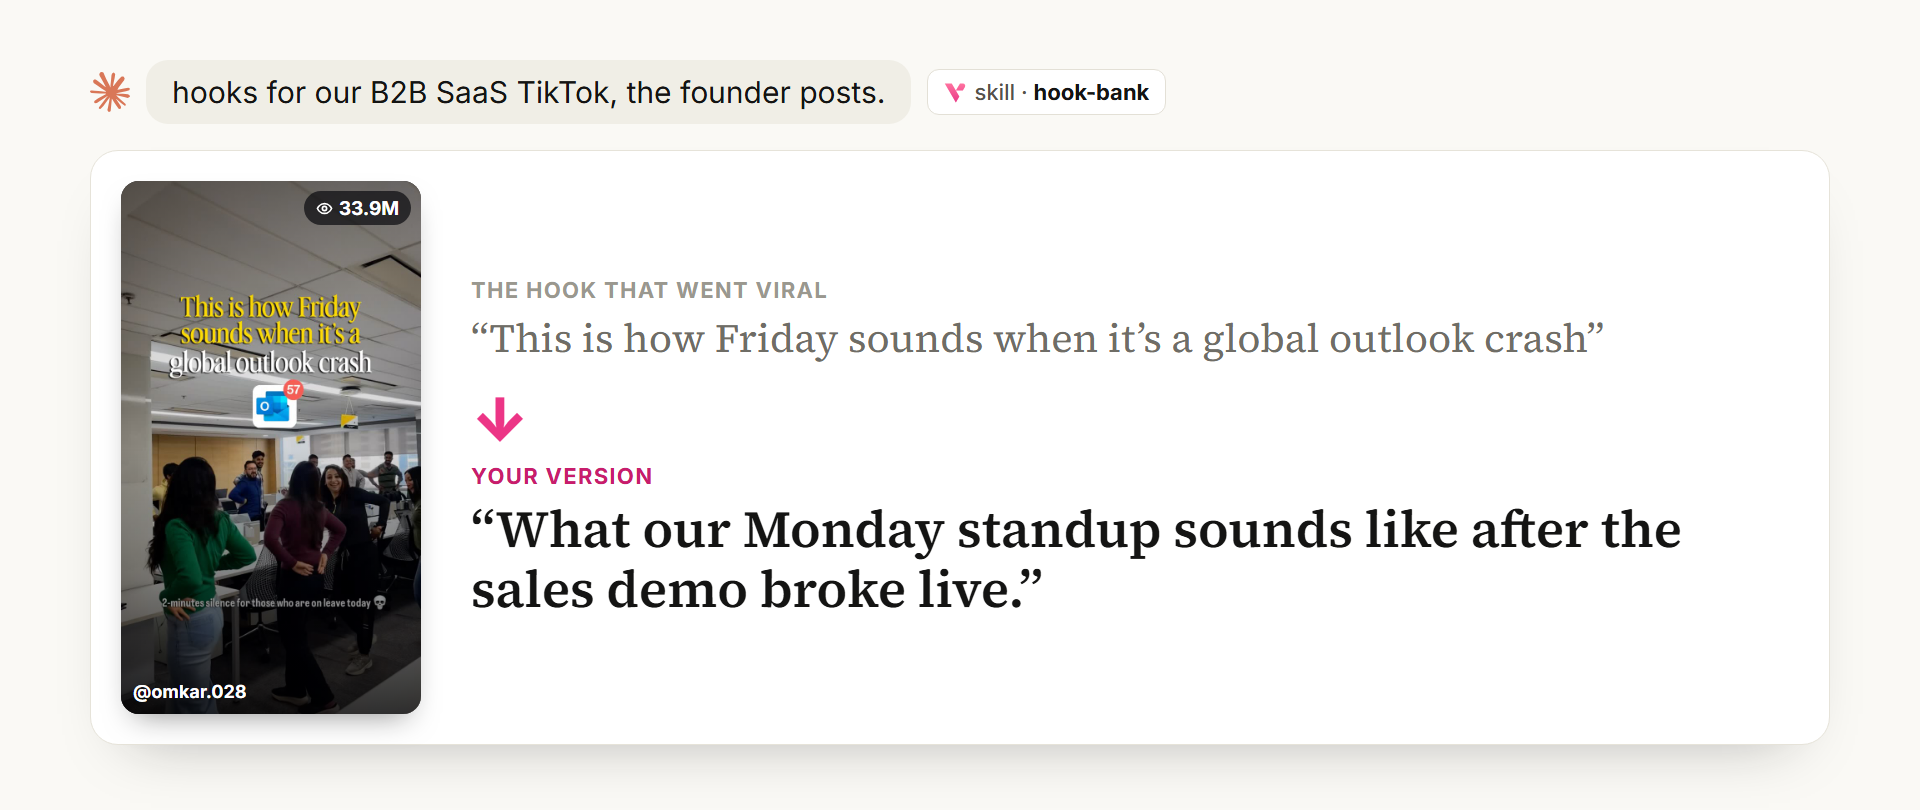 hooks for our B2B SaaS TikTok, the founder posts.
skill · hook-bank
33.9M
This is how Friday
sounds when it's a
global outlook crash
57
O
2-minutes silence for those who are on leave today 💀
@omkar.028
THE HOOK THAT WENT VIRAL
“This is how Friday sounds when it’s a global outlook crash”
YOUR VERSION
“What our Monday standup sounds like after the
sales demo broke live.”